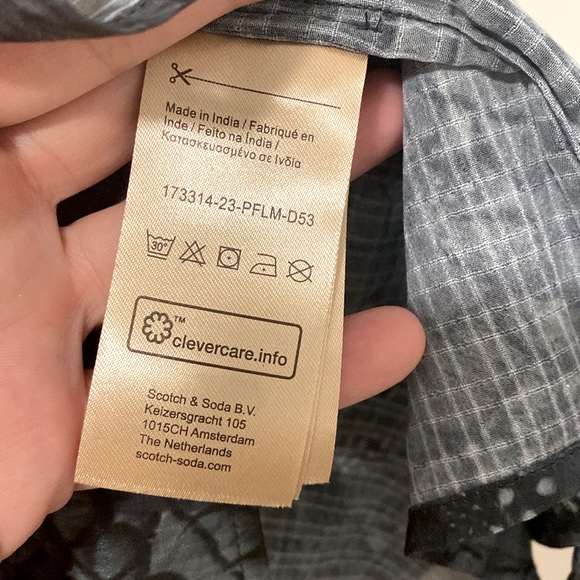 Made in India / Fabriqué en
Inde / Feito na Índia /
Κατασκευασμένο σε Ινδία
173314-23-PFLM-D53
30°
™
clevercare.info
Scotch & Soda B.V.
Keizersgracht 105
1015CH Amsterdam
The Netherlands
scotch-soda.com